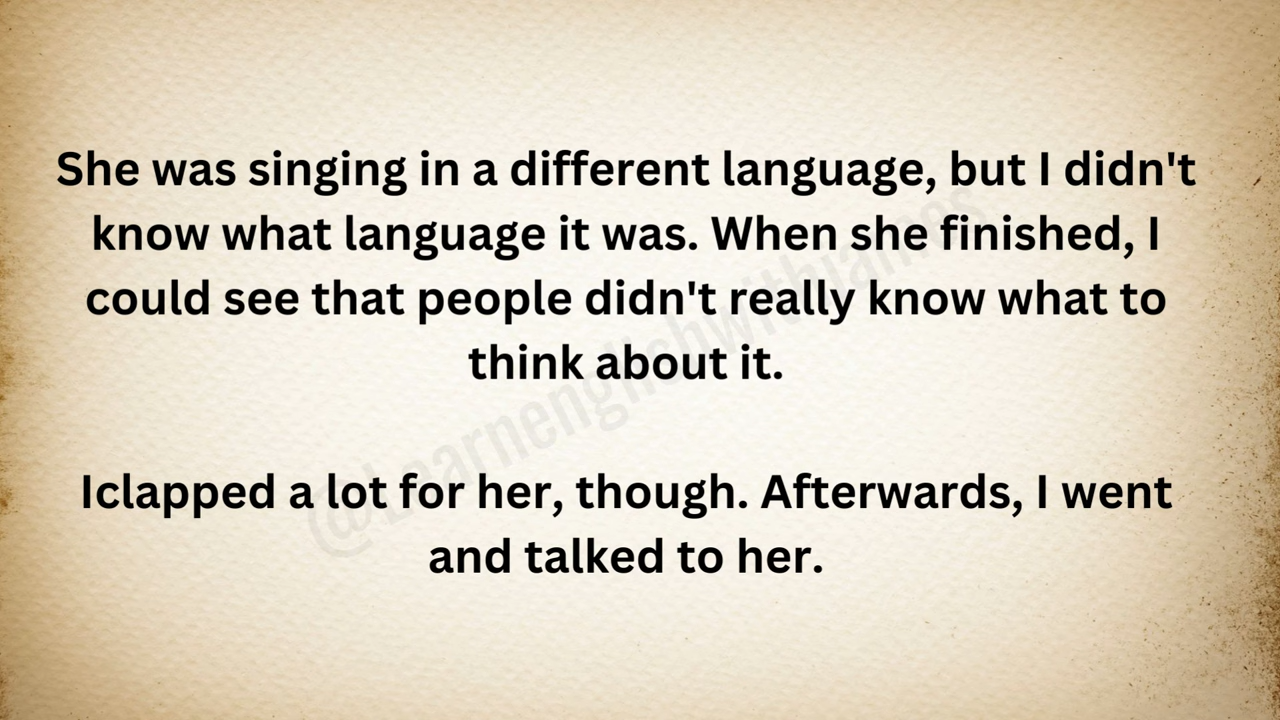 She was singing in a different language, but I didn't
know what language it was. When she finished, I
could see that people didn't really know what to
think about it.
Iclapped a lot for her, though. Afterwards, I went
and talked to her.
@Learnenglishwithjames